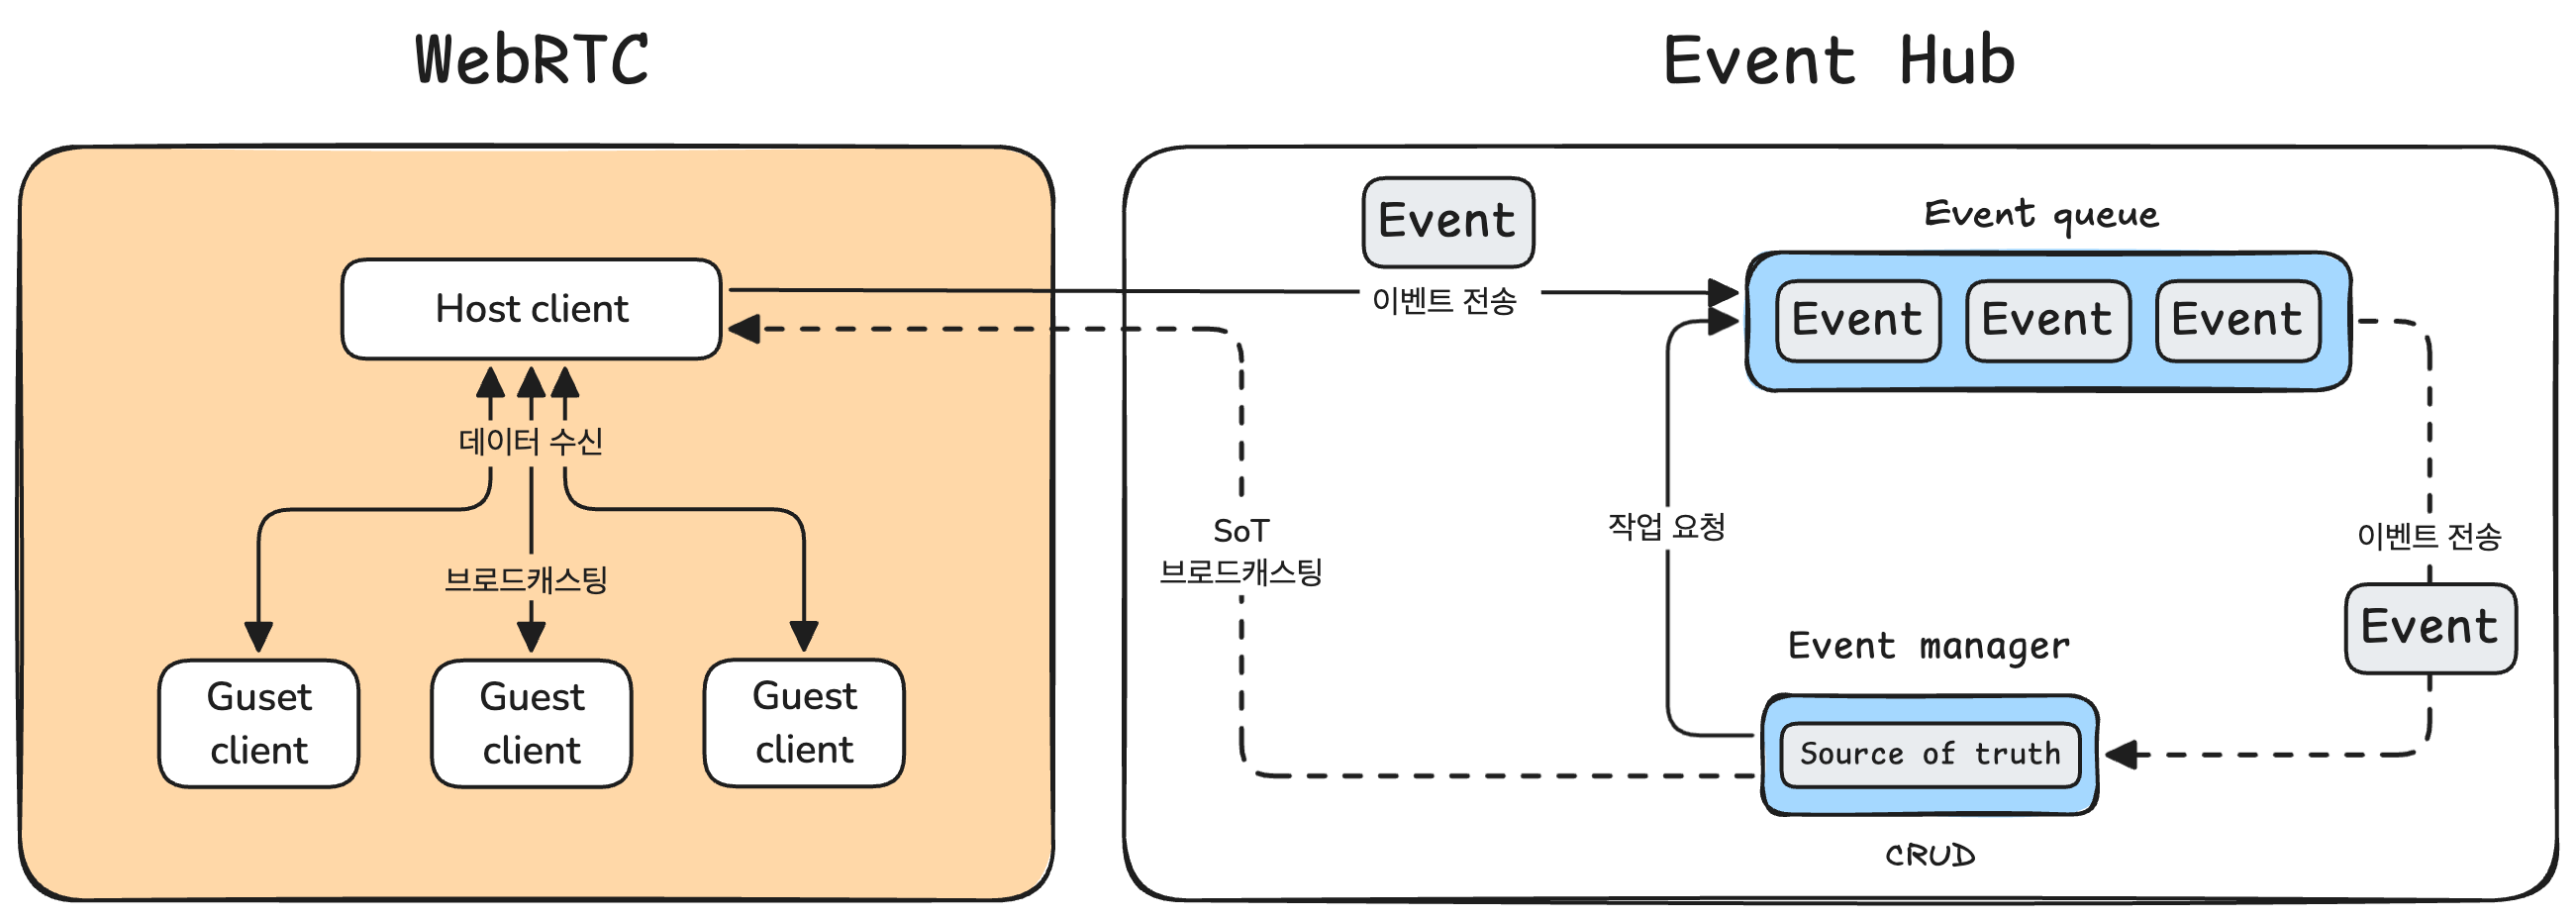 WebRTC
Event Hub
Host client
데이터 수신
브로드캐스팅
Guset
client
Guest
client
Guest
client
Event
이벤트 전송
Event queue
Event
Event
Event
SoT
브로드캐스팅
작업 요청
이벤트 전송
Event
Event manager
Source of truth
CRUD